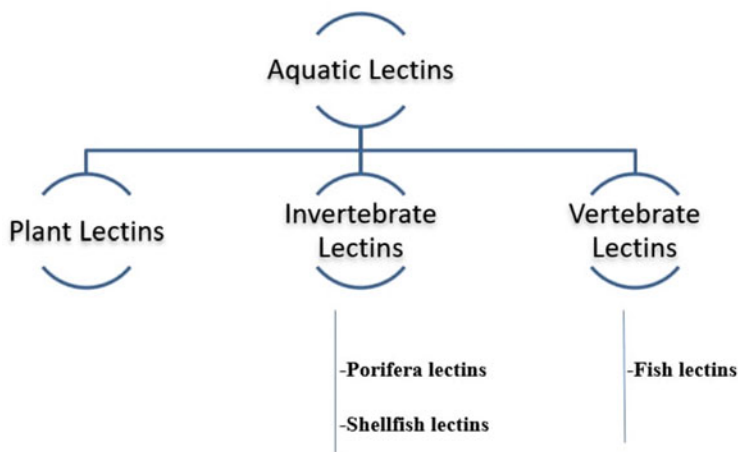 Aquatic Lectins
Plant Lectins
Invertebrate
Lectins
Vertebrate
Lectins
-Porifera lectins
-Shellfish lectins
-Fish lectins